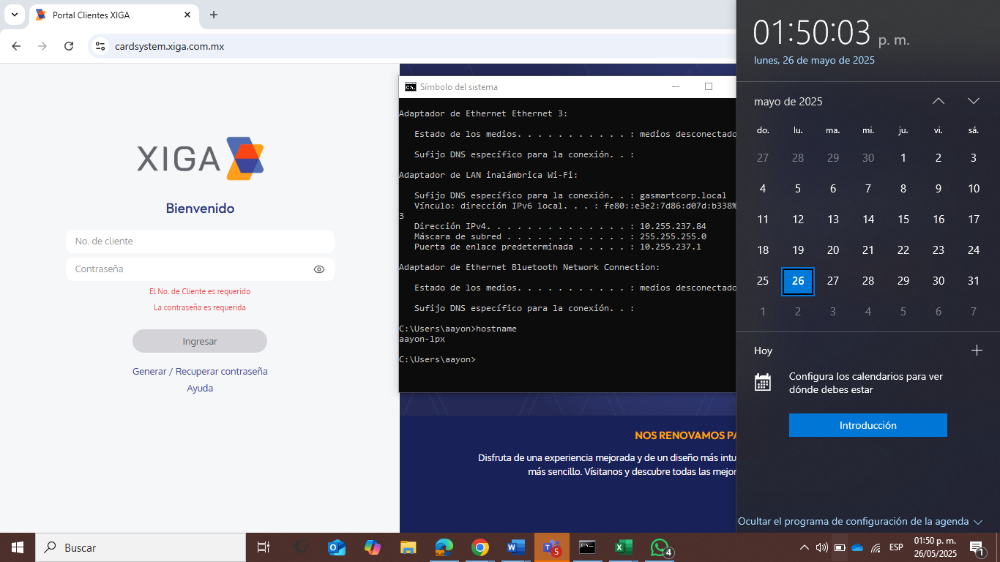 Portal Clientes XIGA
cardsystem.xiga.com.mx
XIGA
Bienvenido
No. de cliente
Contraseña
El No. de Cliente es requerido
La contraseña es requerida
Ingresar
Generar / Recuperar contraseña
Ayuda
Símbolo del sistema
Adaptador de Ethernet Ethernet 3:
Estado de los medios. . . . . . . . . . . : medios desconectado
Sufijo DNS específico para la conexión. . :
Adaptador de LAN inalámbrica Wi-Fi:
Sufijo DNS específico para la conexión. . : gasmartcorp.local
Vínculo: dirección IPv6 local. . . : fe80::e3e2:7d86:d07d:b338%
3
Dirección IPv4. . . . . . . . . . . . . . : 10.255.237.84
Máscara de subred . . . . . . . . . . . . : 255.255.255.0
Puerta de enlace predeterminada . . . . . : 10.255.237.1
Adaptador de Ethernet Bluetooth Network Connection:
Estado de los medios. . . . . . . . . . . : medios desconectado
Sufijo DNS específico para la conexión. . :
C:\Users\aayon>hostname
aayon-lpx
C:\Users\aayon>
NOS RENOVAMOS PA
Disfruta de una experiencia mejorada y de un diseño más intu
más sencillo. Vísitanos y descubre todas las mejor
01:50:03 p. m.
lunes, 26 de mayo de 2025
mayo de 2025
do. lu. ma. mi. ju. vi. sá.
27 28 29 30 1 2 3
4 5 6 7 8 9 10
11 12 13 14 15 16 17
18 19 20 21 22 23 24
25 26 27 28 29 30 31
1 2 3 4 5 6 7
Hoy
Configura los calendarios para ver
dónde debes estar
Introducción
Ocultar el programa de configuración de la agenda
Buscar
5
4
ESP
01:50 p. m.
26/05/2025
1